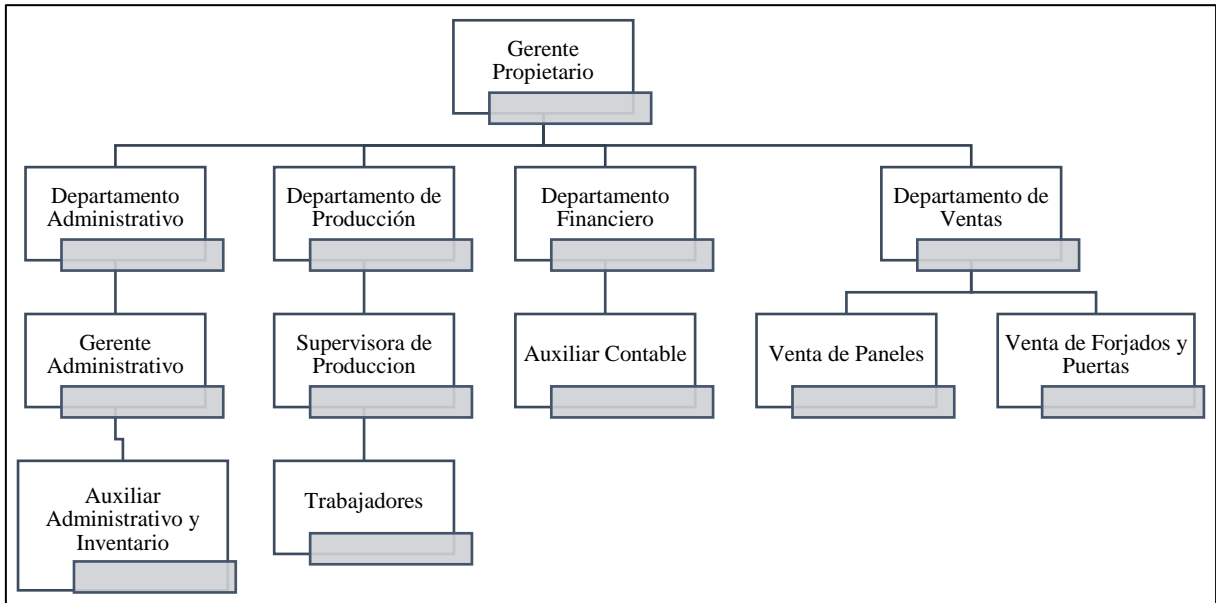 Gerente
Propietario
Departamento
Administrativo
Departamento de
Producción
Departamento
Financiero
Departamento de
Ventas
Gerente
Administrativo
Supervisora de
Produccion
Auxiliar Contable
Venta de Paneles
Venta de Forjados y
Puertas
Auxiliar
Administrativo y
Inventario
Trabajadores